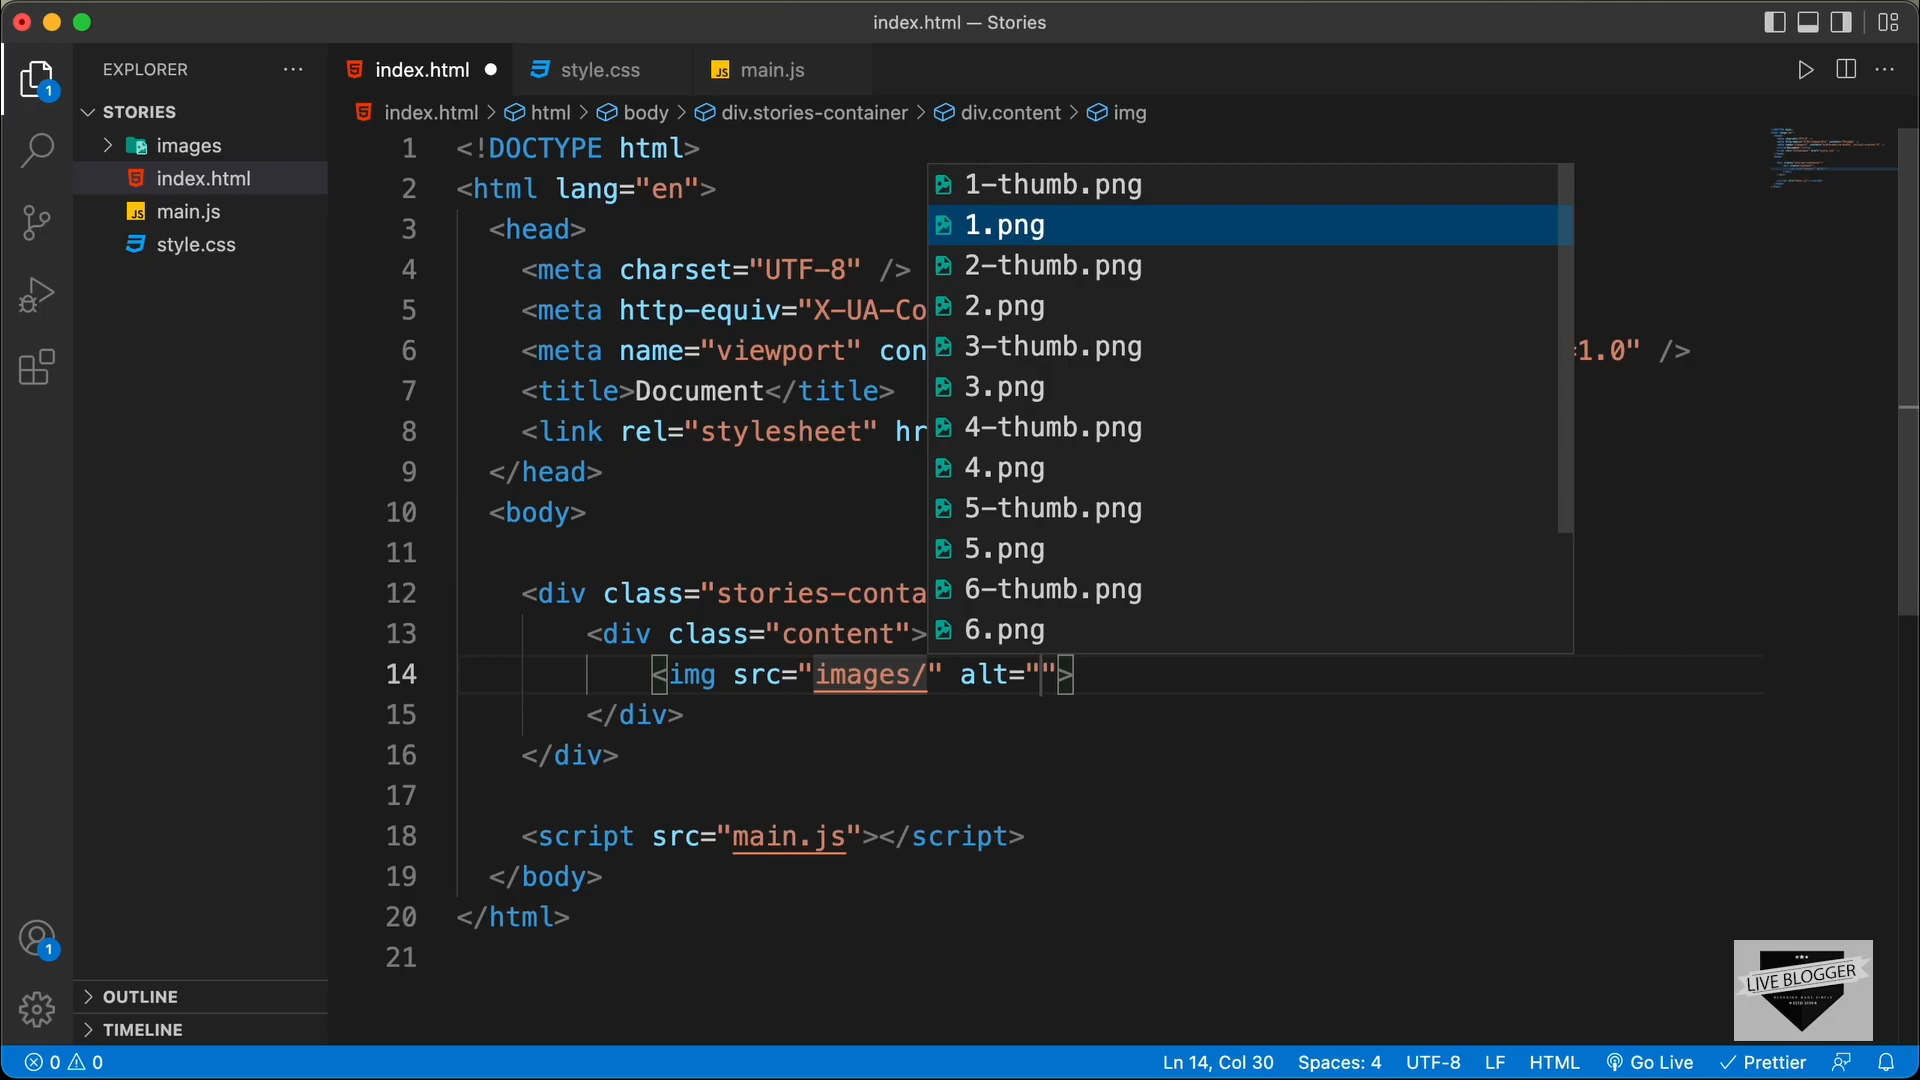 index.html — Stories
EXPLORER
1
STORIES
images
index.html
main.js
style.css
index.html
style.css
main.js
index.html > html > body > div.stories-container > div.content > img
1 <!DOCTYPE html>
2 <html lang="en">
3 <head>
4 <meta charset="UTF-8" />
5 <meta http-equiv="X-UA-Co
6 <meta name="viewport" con =1.0" />
7 <title>Document</title>
8 <link rel="stylesheet" hr
9 </head>
10 <body>
11
12 <div class="stories-conta
13 <div class="content">
14 <img src="images/" alt="">
15 </div>
16 </div>
17
18 <script src="main.js"></script>
19 </body>
20 </html>
21
1-thumb.png
1.png
2-thumb.png
2.png
3-thumb.png
3.png
4-thumb.png
4.png
5-thumb.png
5.png
6-thumb.png
6.png
1
OUTLINE
TIMELINE
LIVE BLOGGER
0 0
Ln 14, Col 30
Spaces: 4
UTF-8
LF
HTML
Go Live
Prettier